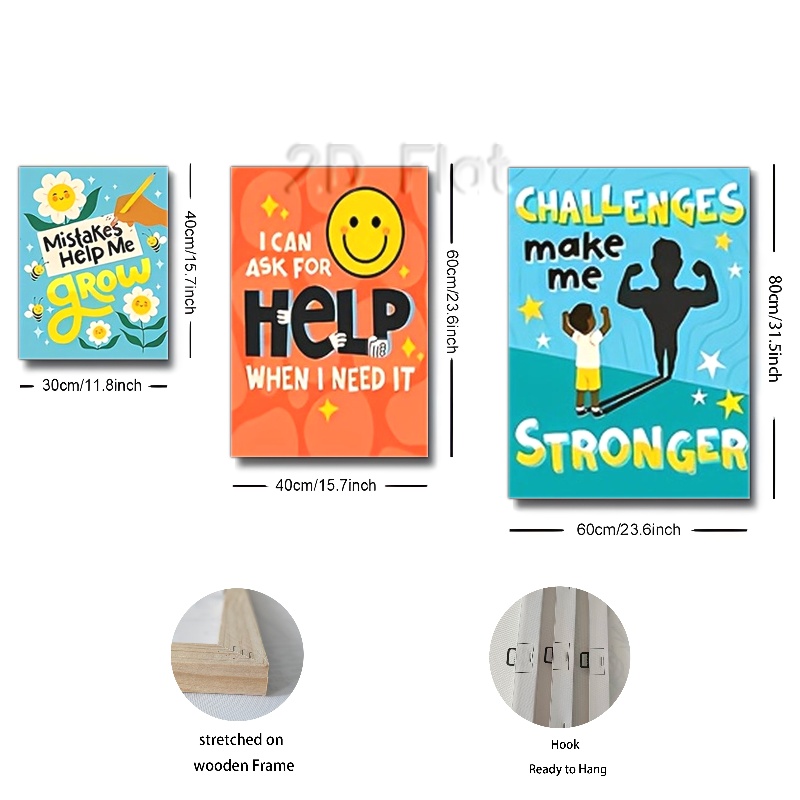 2D Flat
Mistakes
Help Me
grow
40cm/15.7inch
30cm/11.8inch
I CAN
ASK FOR
HELP
WHEN I NEED IT
60cm/23.6inch
40cm/15.7inch
CHALLENGES
make
me
STRONGER
80cm/31.5inch
60cm/23.6inch
stretched on
wooden Frame
Hook
Ready to Hang